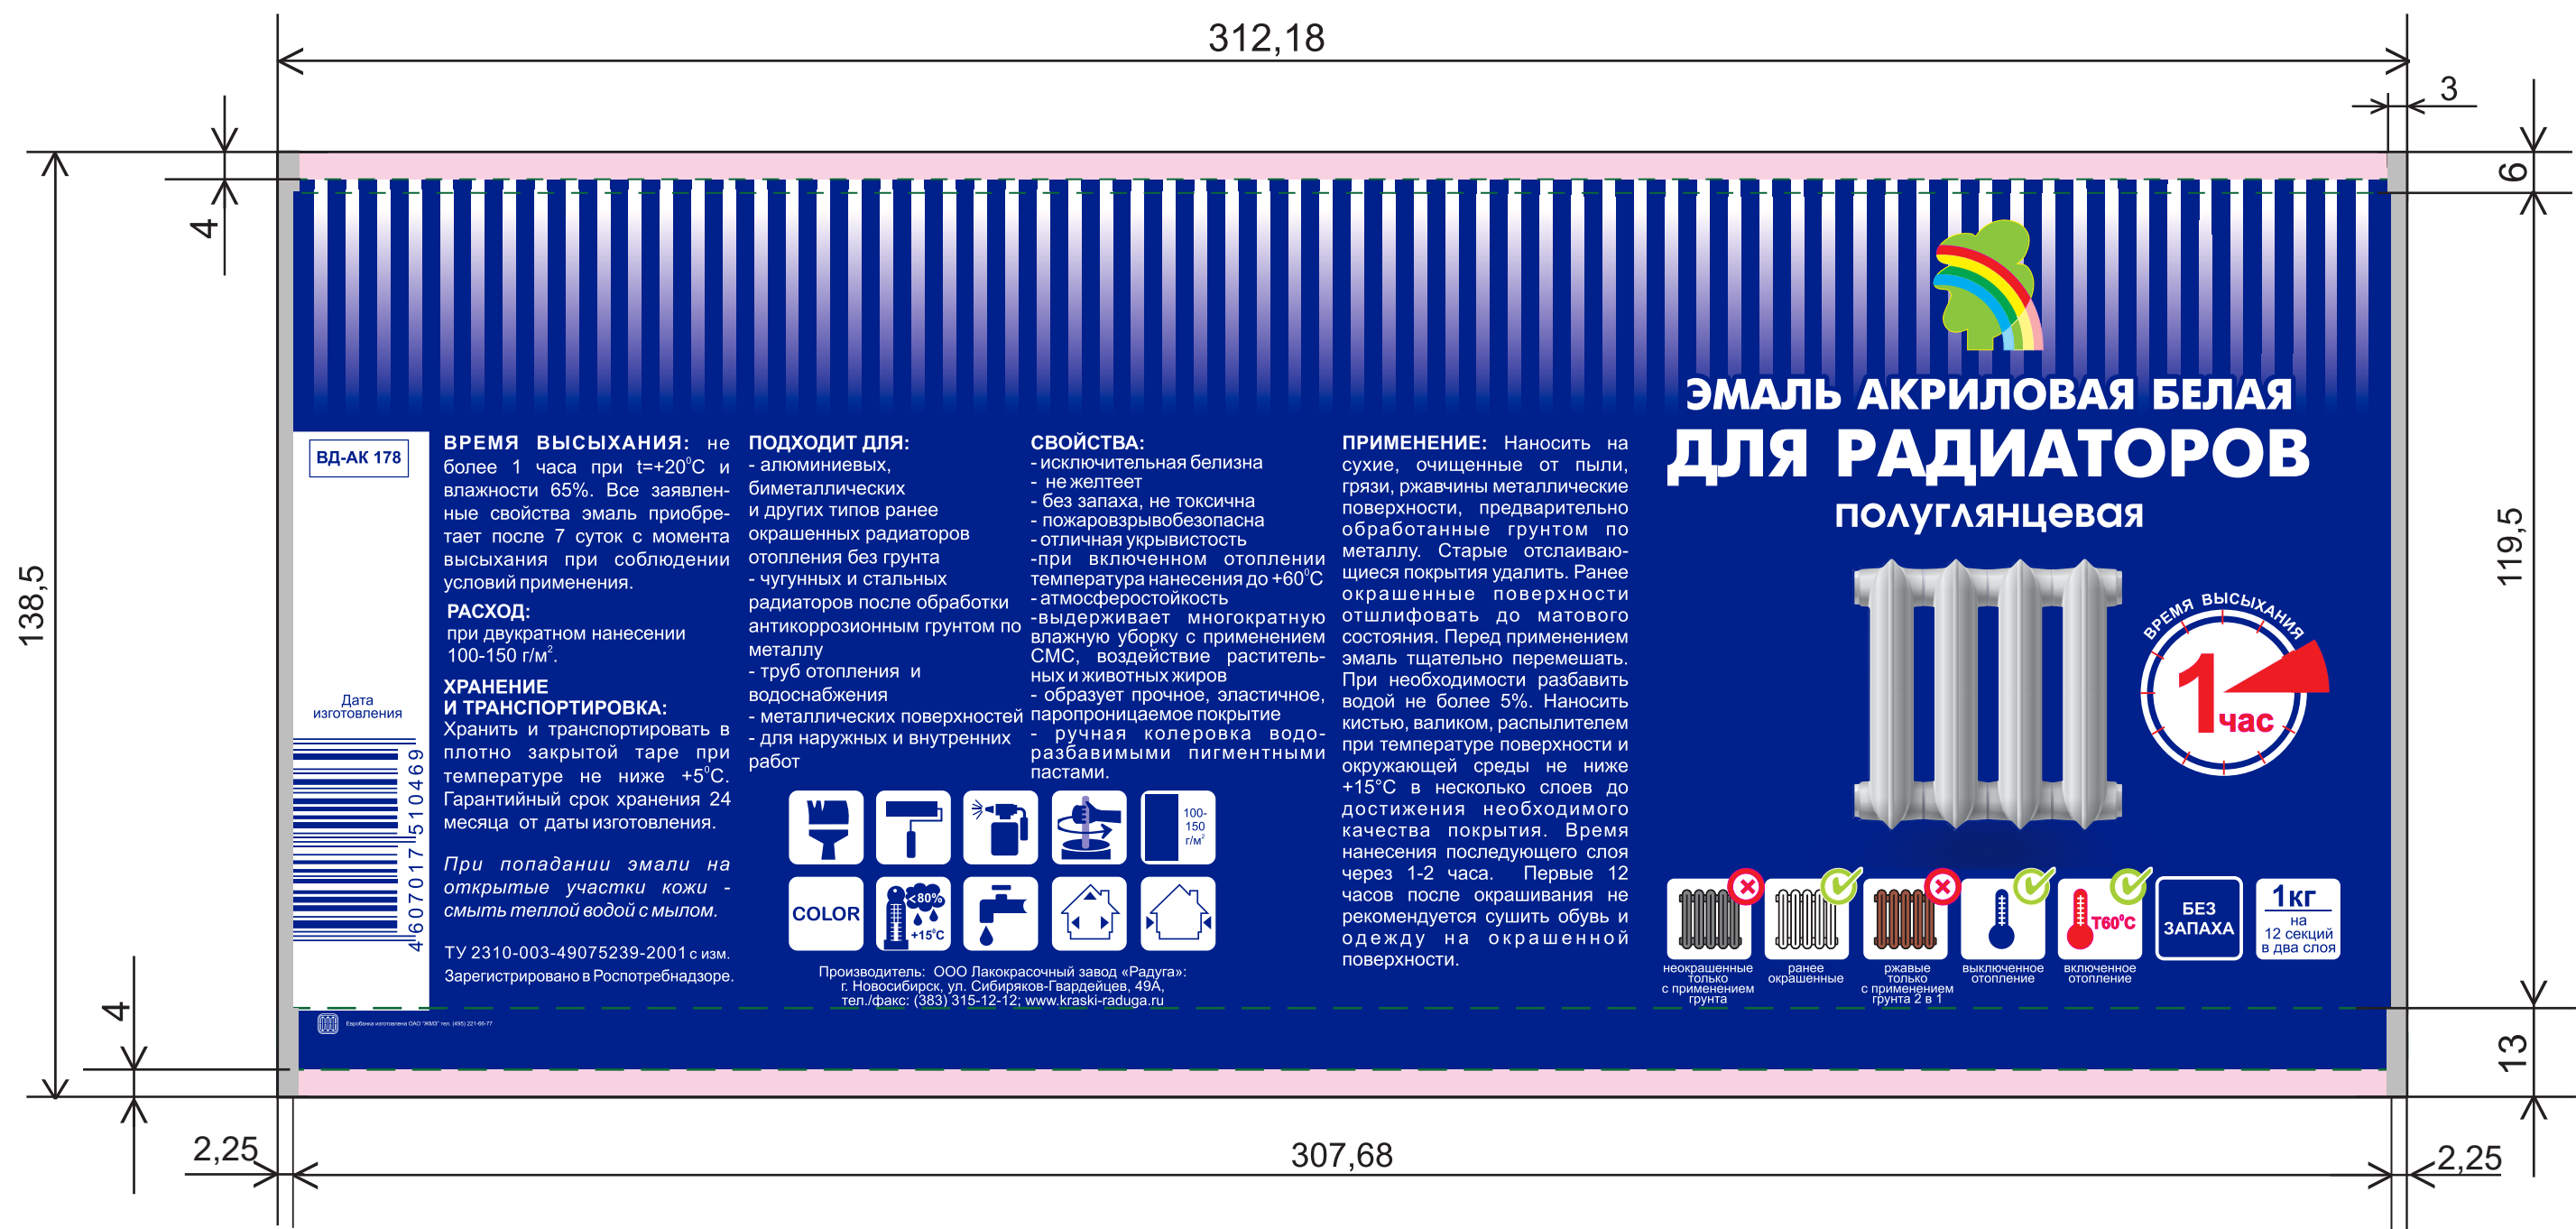 312,18
3
6
4
138,5
119,5
4
13
2,25
307,68
2,25
ВД-АК 178
Дата
изготовления
4607017510469
ВРЕМЯ ВЫСЫХАНИЯ: не
более 1 часа при t=+20⁰С и
влажности 65%. Все заявлен-
ные свойства эмаль приобре-
тает после 7 суток с момента
высыхания при соблюдении
условий применения.
РАСХОД:
при двукратном нанесении
100-150 г/м².
ХРАНЕНИЕ
И ТРАНСПОРТИРОВКА:
Хранить и транспортировать в
плотно закрытой таре при
температуре не ниже +5⁰С.
Гарантийный срок хранения 24
месяца от даты изготовления.
При попадании эмали на
открытые участки кожи -
смыть теплой водой с мылом.
ТУ 2310-003-49075239-2001 с изм.
Зарегистрировано в Роспотребнадзоре.
Евробанка изготовлена ОАО "ЖМЗ" тел. (495) 221-66-77
ПОДХОДИТ ДЛЯ:
- алюминиевых,
биметаллических
и других типов ранее
окрашенных радиаторов
отопления без грунта
- чугунных и стальных
радиаторов после обработки
антикоррозионным грунтом по
металлу
- труб отопления и
водоснабжения
- металлических поверхностей
- для наружных и внутренних
работ
СВОЙСТВА:
- исключительная белизна
- не желтеет
- без запаха, не токсична
- пожаровзрывобезопасна
- отличная укрывистость
-при включенном отоплении
температура нанесения до +60⁰С
- атмосферостойкость
-выдерживает многократную
влажную уборку с применением
СМС, воздействие раститель-
ных и животных жиров
- образует прочное, эластичное,
паропроницаемое покрытие
- ручная колеровка водо-
разбавимыми пигментными
пастами.
100-
150
г/м²
COLOR
<80%
+15⁰С
Производитель: ООО Лакокрасочный завод «Радуга»:
г. Новосибирск, ул. Сибиряков-Гвардейцев, 49А,
тел./факс: (383) 315-12-12; www.kraski-raduga.ru
ПРИМЕНЕНИЕ: Наносить на
сухие, очищенные от пыли,
грязи, ржавчины металлические
поверхности, предварительно
обработанные грунтом по
металлу. Старые отслаиваю-
щиеся покрытия удалить. Ранее
окрашенные поверхности
отшлифовать до матового
состояния. Перед применением
эмаль тщательно перемешать.
При необходимости разбавить
водой не более 5%. Наносить
кистью, валиком, распылителем
при температуре поверхности и
окружающей среды не ниже
+15°С в несколько слоев до
достижения необходимого
качества покрытия. Время
нанесения последующего слоя
через 1-2 часа. Первые 12
часов после окрашивания не
рекомендуется сушить обувь и
одежду на окрашенной
поверхности.
ЭМАЛЬ АКРИЛОВАЯ БЕЛАЯ
ДЛЯ РАДИАТОРОВ
полуглянцевая
ВРЕМЯ ВЫСЫХАНИЯ
1 час
неокрашенные
только
с применением
грунта
ранее
окрашенные
ржавые
только
с применением
грунта 2 в 1
выключенное
отопление
Т60⁰С
включенное
отопление
БЕЗ
ЗАПАХА
1кг
на
12 секций
в два слоя